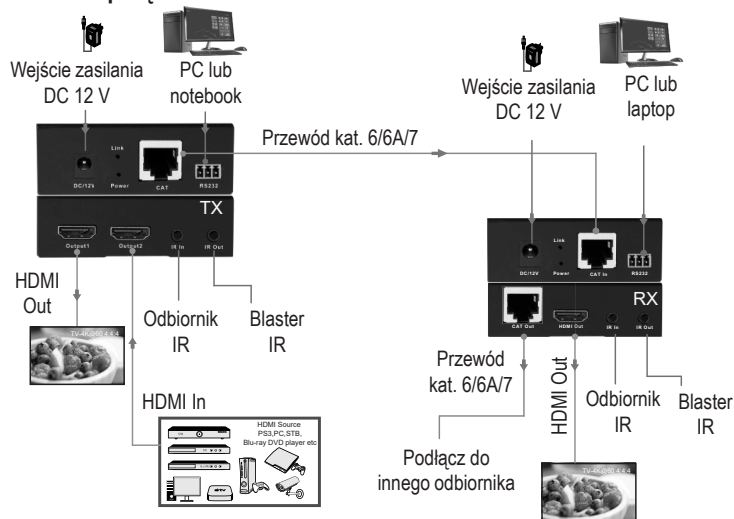 Wejście zasilania
DC 12 V
PC lub
notebook
Wejście zasilania
DC 12 V
PC lub
laptop
Przewód kat. 6/6A/7
Link
DC/12V
Power
CAT
RS232
TX
Output1
Output2
IR In
IR Out
Link
DC/12V
Power
CAT In
RS232
RX
CAT Out
HDMI Out
IR In
IR Out
HDMI
Out
Odbiornik
IR
Blaster
IR
TV-4K@60 4:4:4
HDMI In
HDMI Source
PS3,PC,STB,
Blu-ray DVD player etc
Przewód
kat. 6/6A/7
HDMI Out
Odbiornik
IR
Blaster
IR
Podłącz do
innego odbiornika
TV-4K@60 4:4:4